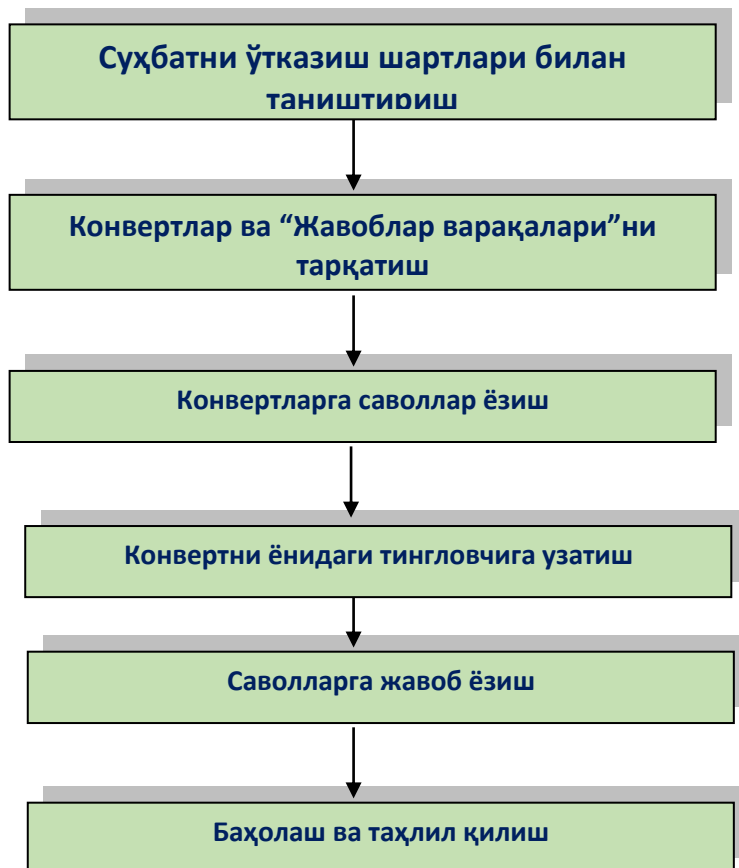 Суҳбатни ўтказиш шартлари билан
таништириш
Конвертлар ва “Жавоблар варақалари”ни
тарқатиш
Конвертларга саволлар ёзиш
Конвертни ёнидаги тингловчига узатиш
Саволларга жавоб ёзиш
Баҳолаш ва таҳлил қилиш